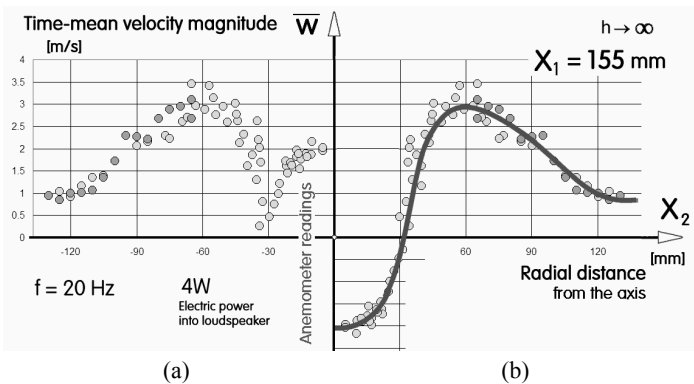 Time-mean velocity magnitude
[m/s]
W
h → ∞
X₁ = 155 mm
4
3.5
3
2.5
2
1.5
1
0.5
0
-120
-90
-60
-30
60
90
120
X₂
[mm]
Anemometer readings
f = 20 Hz
4W
Electric power
into loudspeaker
Radial distance
from the axis
(a)
(b)